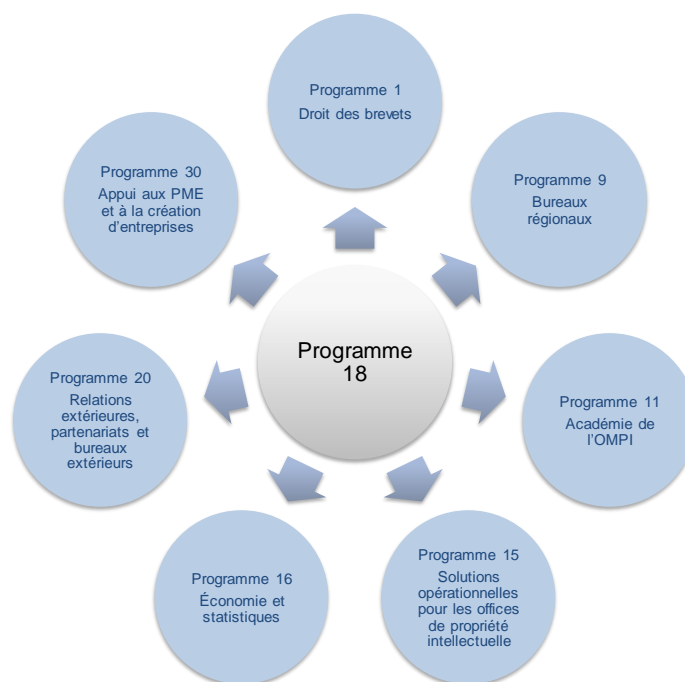 Programme 1
Droit des brevets
Programme 9
Bureaux
régionaux
Programme 11
Académie de
l'OMPI
Programme 15
Solutions
opérationnelles
pour les offices
de propriété
intellectuelle
Programme 16
Économie et
statistiques
Programme 20
Relations
extérieures,
partenariats et
bureaux
extérieurs
Programme 30
Appui aux PME
et à la création
d'entreprises
Programme
18